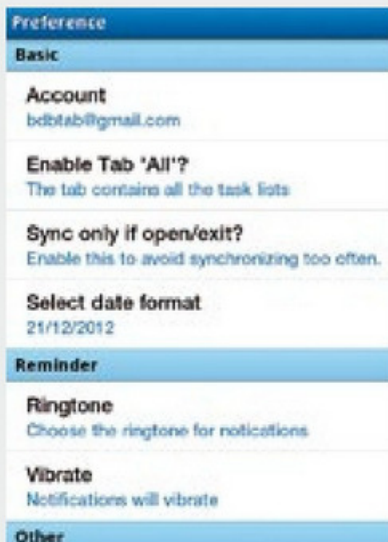 Preference
Basic
Account
bdbtab@gmail.com
Enable Tab 'All'?
The tab contains all the task lists
Sync only if open/exit?
Enable this to avoid synchronizing too often.
Select date format
21/12/2012
Reminder
Ringtone
Choose the ringtone for notications
Vibrate
Notifications will vibrate
Other